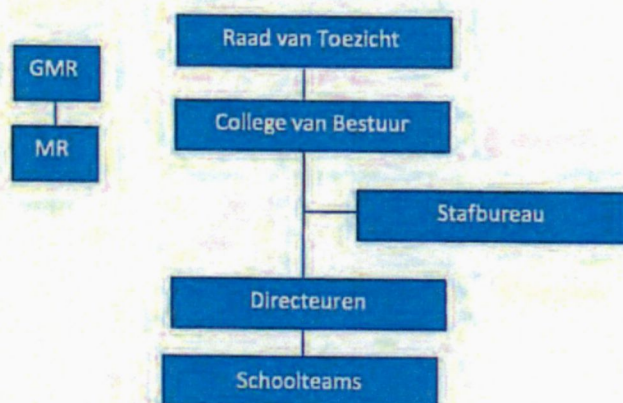 Raad van Toezicht
GMR
College van Bestuur
MR
Stafbureau
Directeuren
Schoolteams